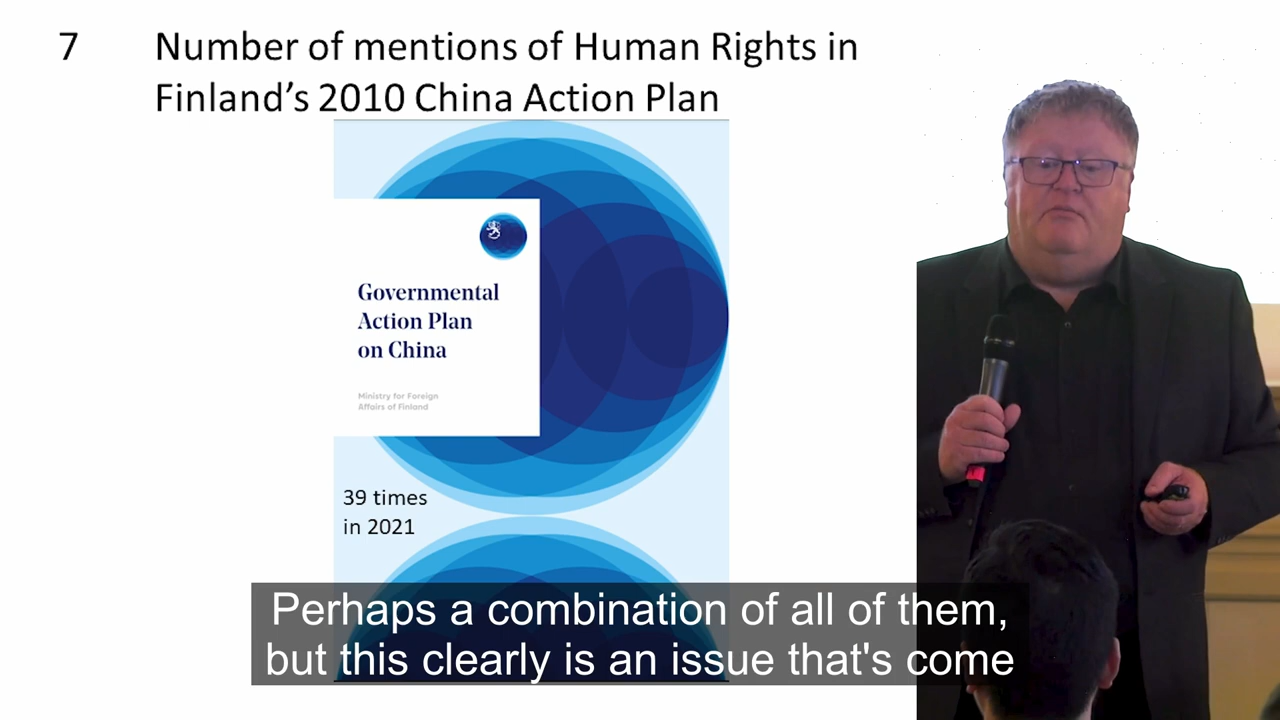 7 Number of mentions of Human Rights in
Finland’s 2010 China Action Plan
Governmental
Action Plan
on China
Ministry for Foreign
Affairs of Finland
39 times
in 2021
Perhaps a combination of all of them,
but this clearly is an issue that's come